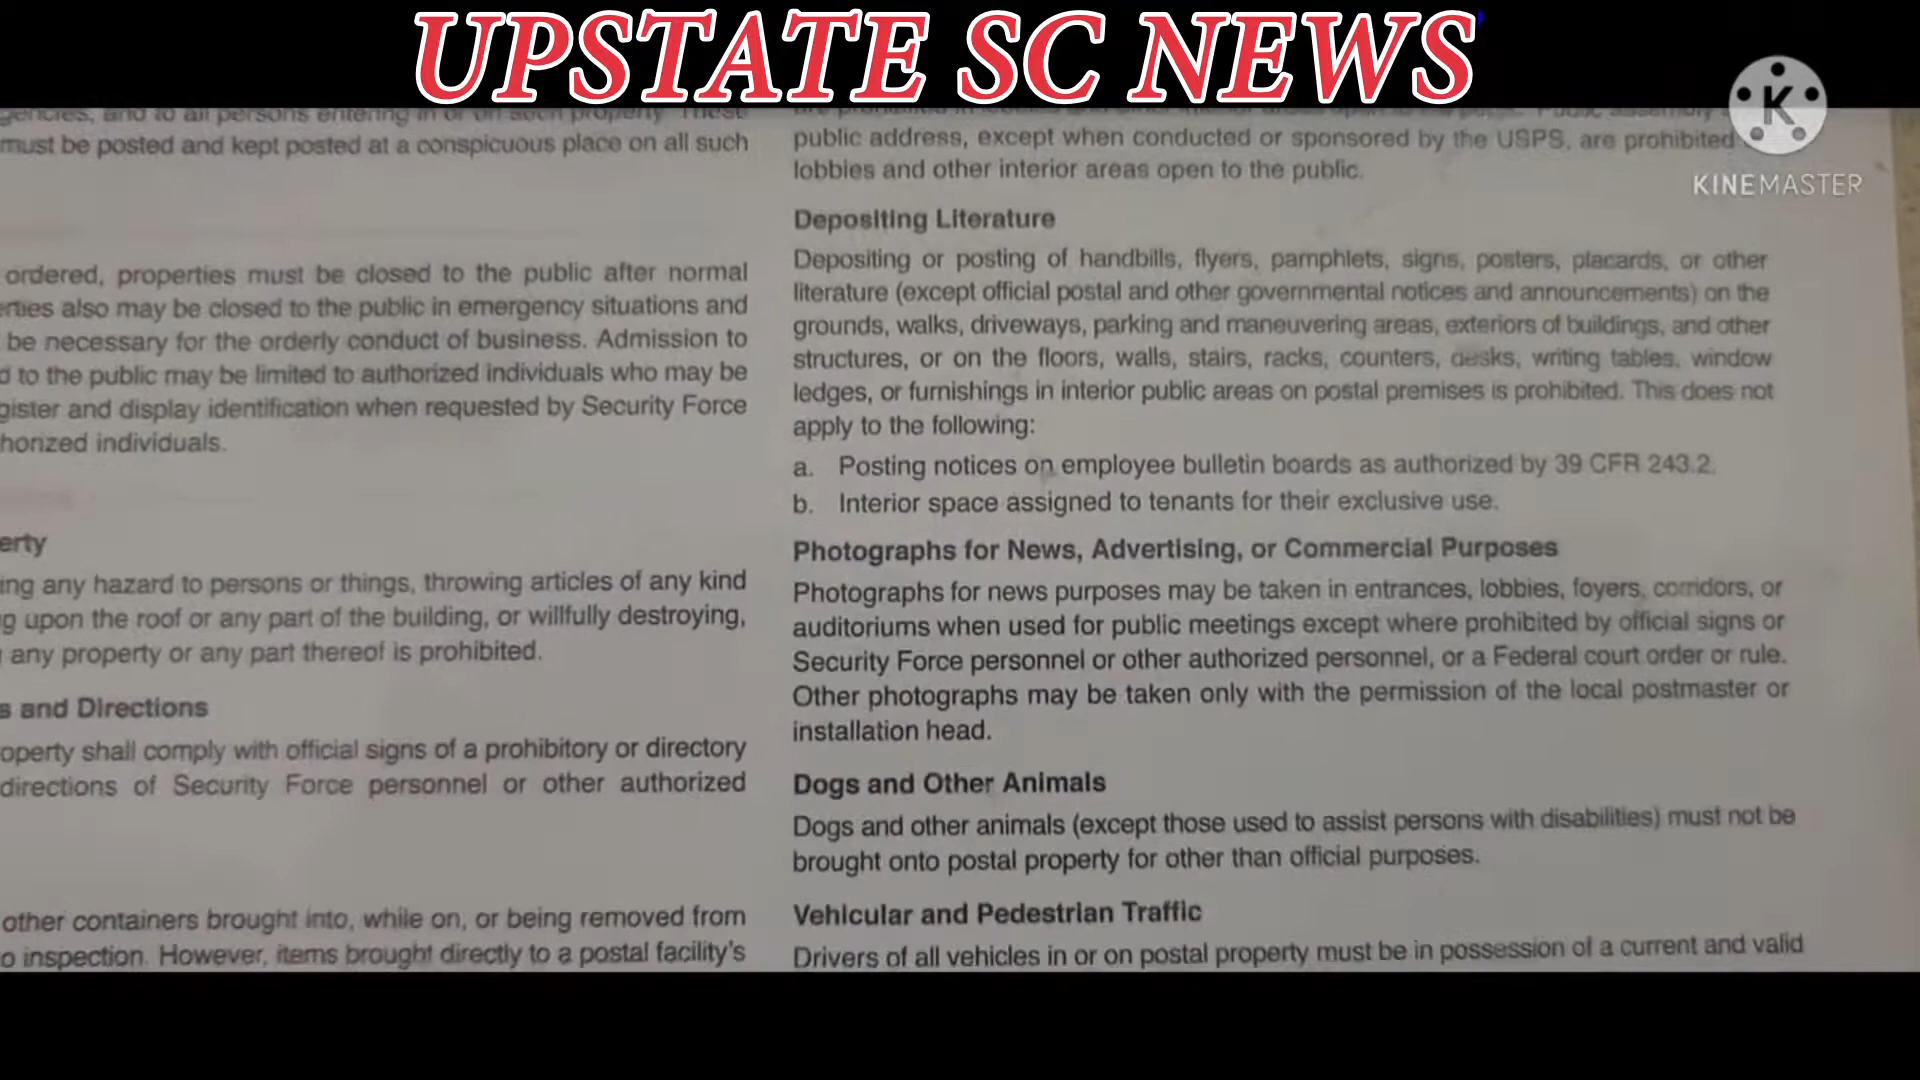 UPSTATE SC NEWS
K
KINEMASTER
and to all persons entering in or on such property These
must be posted and kept posted at a conspicuous place on all such
ordered, properties must be closed to the public after normal
also may be closed to the public in emergency situations and
be necessary for the orderly conduct of business. Admission to
to the public may be limited to authorized individuals who may be
and display identification when requested by Security Force
individuals.
erty
ing any hazard to persons or things, throwing articles of any kind
upon the roof or any part of the building, or willfully destroying,
any property or any part thereof is prohibited.
s and Directions
operty shall comply with official signs of a prohibitory or directory
directions of Security Force personnel or other authorized
other containers brought into, while on, or being removed from
o inspection. However, items brought directly to a postal facility's
public address, except when conducted or sponsored by the USPS, are prohibited
lobbies and other interior areas open to the public.
Depositing Literature
Depositing or posting of handbills, flyers, pamphlets, signs, posters, placards, or other
literature (except official postal and other governmental notices and announcements) on the
grounds, walks, driveways, parking and maneuvering areas, exteriors of buildings, and other
structures, or on the floors, walls, stairs, racks, counters, desks, writing tables, window
ledges, or furnishings in interior public areas on postal premises is prohibited. This does not
apply to the following:
a. Posting notices on employee bulletin boards as authorized by 39 CFR 243.2.
b. Interior space assigned to tenants for their exclusive use.
Photographs for News, Advertising, or Commercial Purposes
Photographs for news purposes may be taken in entrances, lobbies, foyers, corridors, or
auditoriums when used for public meetings except where prohibited by official signs or
Security Force personnel or other authorized personnel, or a Federal court order or rule.
Other photographs may be taken only with the permission of the local postmaster or
installation head.
Dogs and Other Animals
Dogs and other animals (except those used to assist persons with disabilities) must not be
brought onto postal property for other than official purposes.
Vehicular and Pedestrian Traffic
Drivers of all vehicles in or on postal property must be in possession of a current and valid